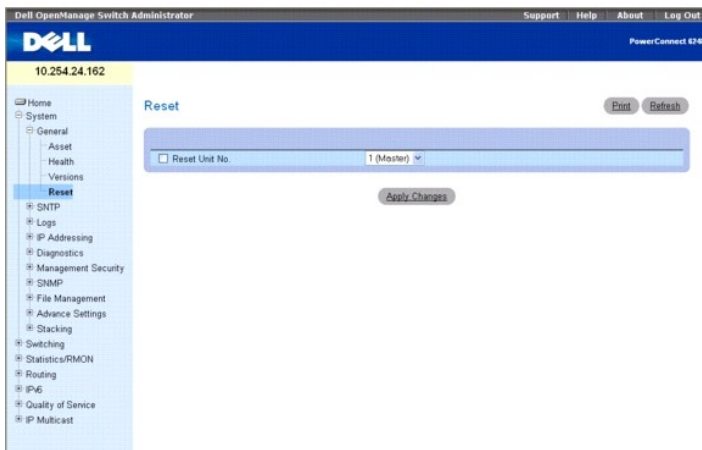 Dell OpenManage Switch Administrator
Support Help About Log Out
DELL
PowerConnect 6248
10.254.24.162
Home
System
General
Asset
Health
Versions
Reset
SNTP
Logs
IP Addressing
Diagnostics
Management Security
SNMP
File Management
Advance Settings
Stacking
Switching
Statistics/RMON
Routing
IPv6
Quality of Service
IP Multicast
Reset
Print Refresh
Reset Unit No. 1 (Master)
Apply Changes